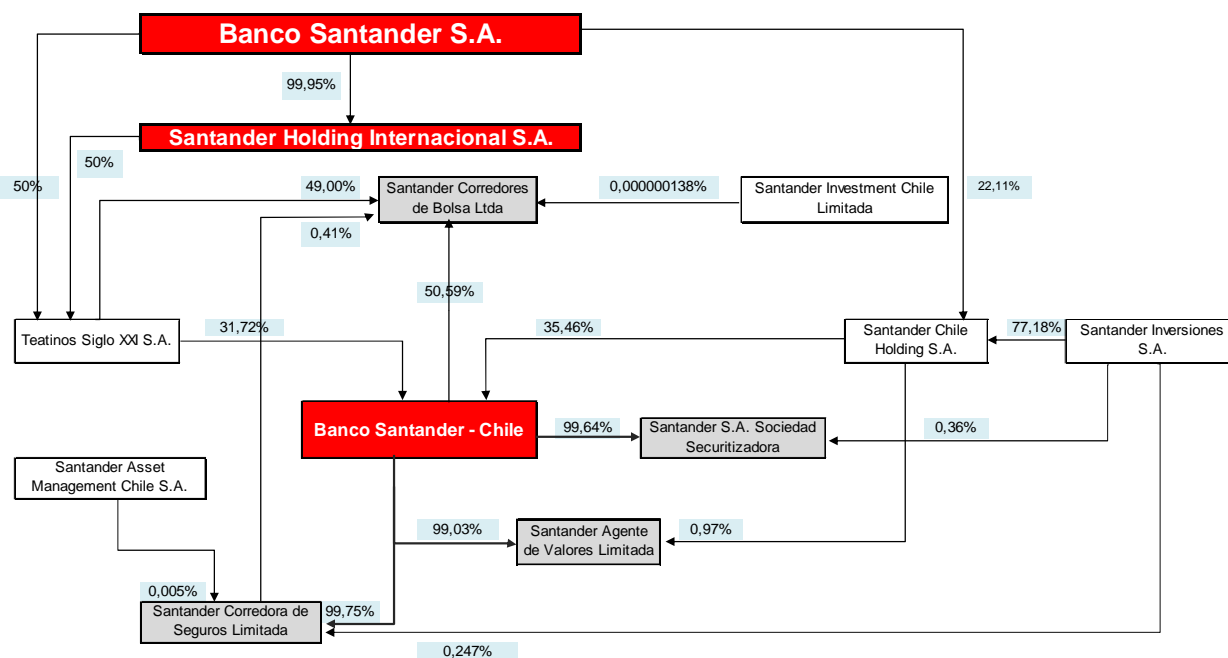 Banco Santander S.A.
99,95%
Santander Holding Internacional S.A.
50%
50%
49,00%
Santander Corredores
de Bolsa Ltda
0,000000138%
Santander Investment Chile
Limitada
22,11%
0,41%
50,59%
Teatinos Siglo XXI S.A.
31,72%
35,46%
Santander Chile
Holding S.A.
77,18%
Santander Inversiones
S.A.
Banco Santander - Chile
99,64%
Santander S.A. Sociedad
Securitizadora
0,36%
Santander Asset
Management Chile S.A.
99,03%
Santander Agente
de Valores Limitada
0,97%
0,005%
Santander Corredora de
Seguros Limitada
99,75%
0,247%